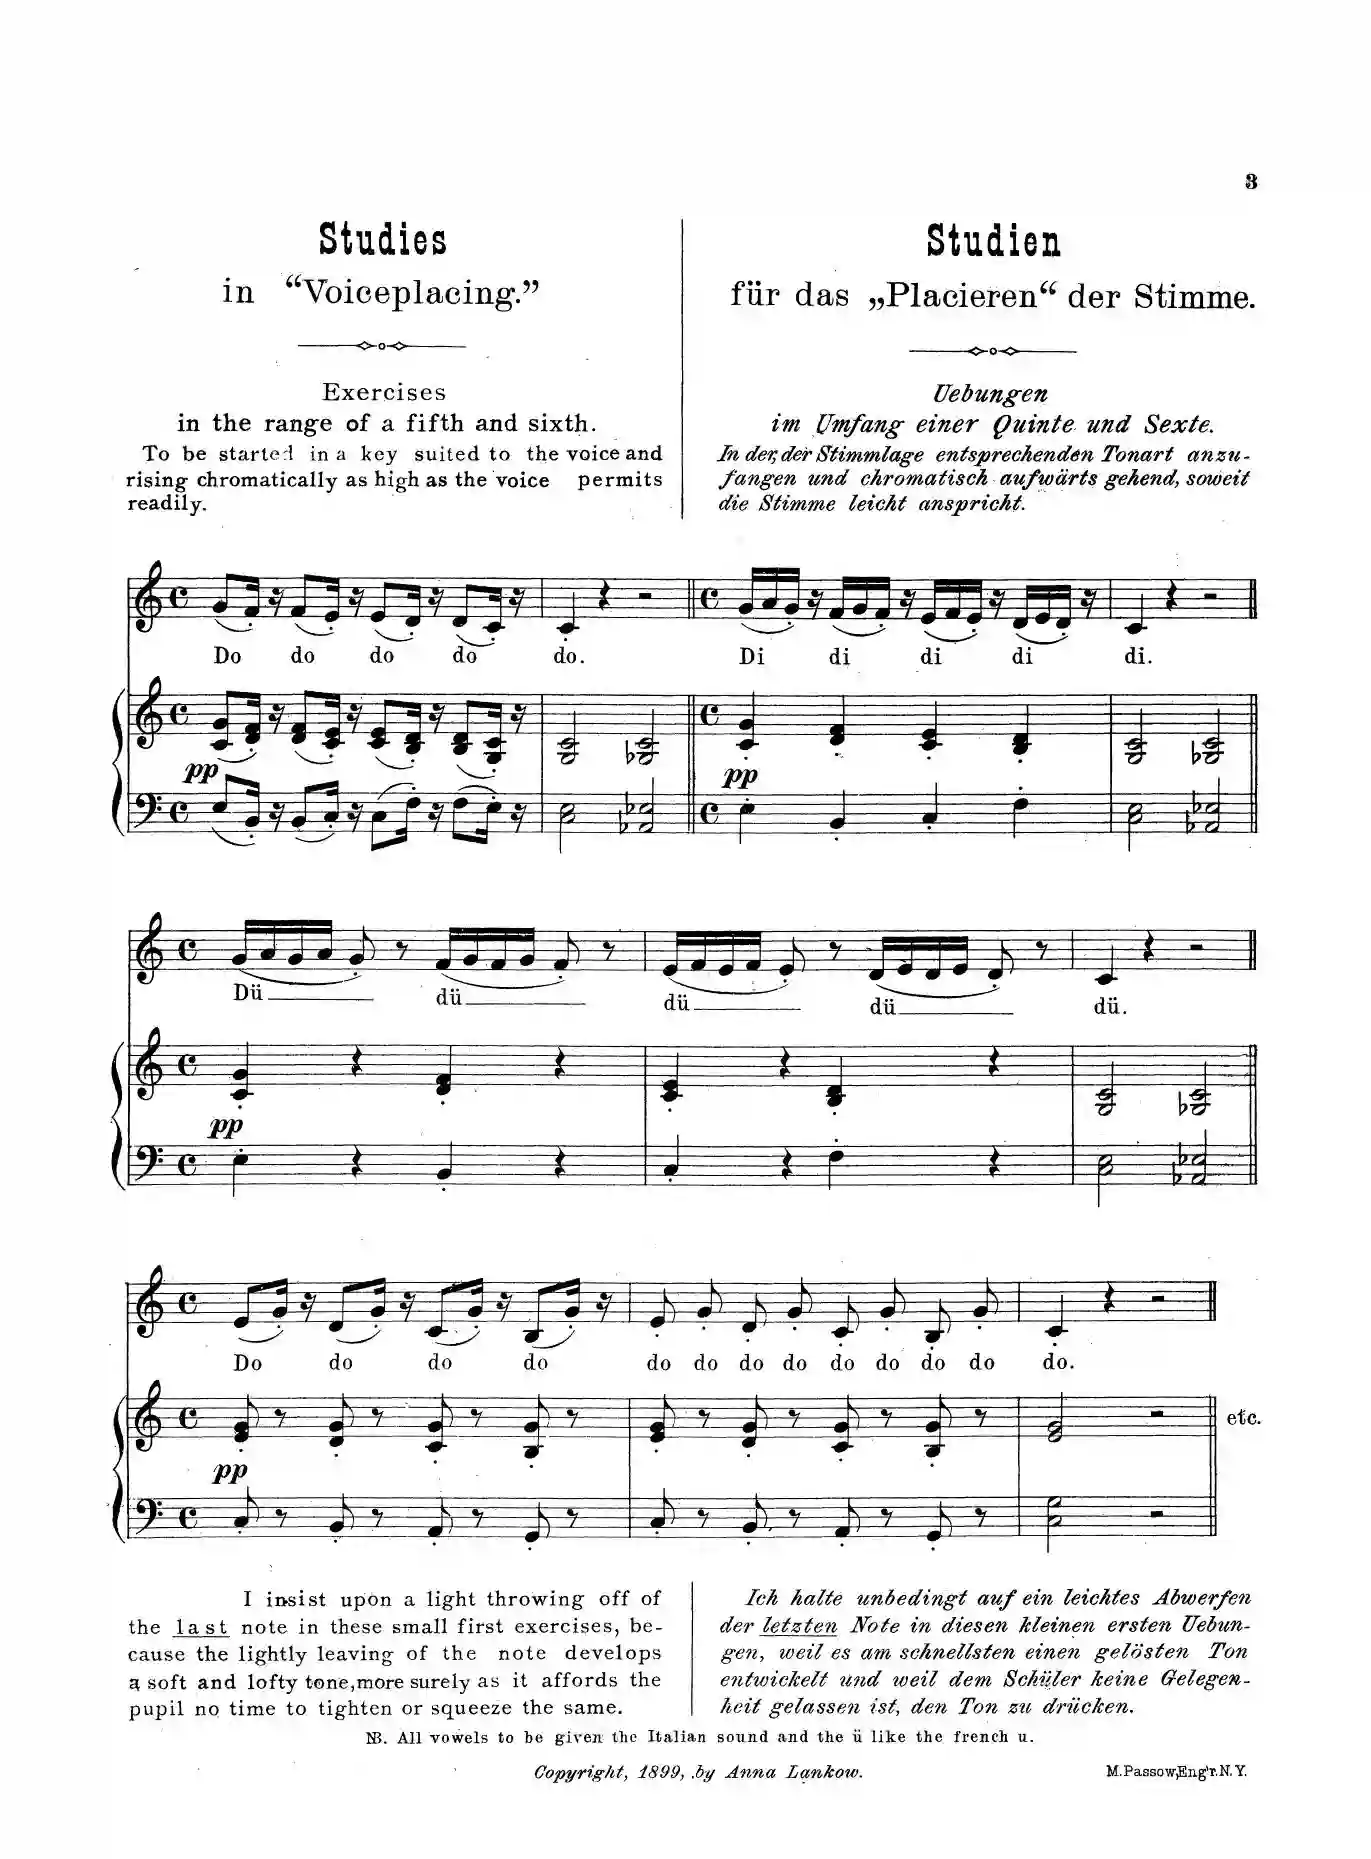 3
Studies
in “Voiceplacing.”
Exercises
in the range of a fifth and sixth.
To be started in a key suited to the voice and
rising chromatically as high as the voice permits
readily.
Studien
für das „Placieren“ der Stimme.
Uebungen
im Umfang einer Quinte und Sexte.
In der, der Stimmlage entsprechenden Tonart anzu-
fangen und chromatisch aufwärts gehend, soweit
die Stimme leicht anspricht.
Do do do do do. Di di di di di.
pp pp
Dü dü dü dü dü.
pp
Do do do do do do do do do do do do do.
etc.
pp
I insist upon a light throwing off of
the last note in these small first exercises, be-
cause the lightly leaving of the note develops
a soft and lofty tone, more surely as it affords the
pupil no time to tighten or squeeze the same.
Ich halte unbedingt auf ein leichtes Abwerfen
der letzten Note in diesen kleinen ersten Uebun-
gen, weil es am schnellsten einen gelösten Ton
entwickelt und weil dem Schüler keine Gelegen-
heit gelassen ist, den Ton zu drücken.
NB. All vowels to be given the Italian sound and the ü like the french u.
Copyright, 1899, by Anna Lankow.
M. Passow, Eng'r. N.Y.